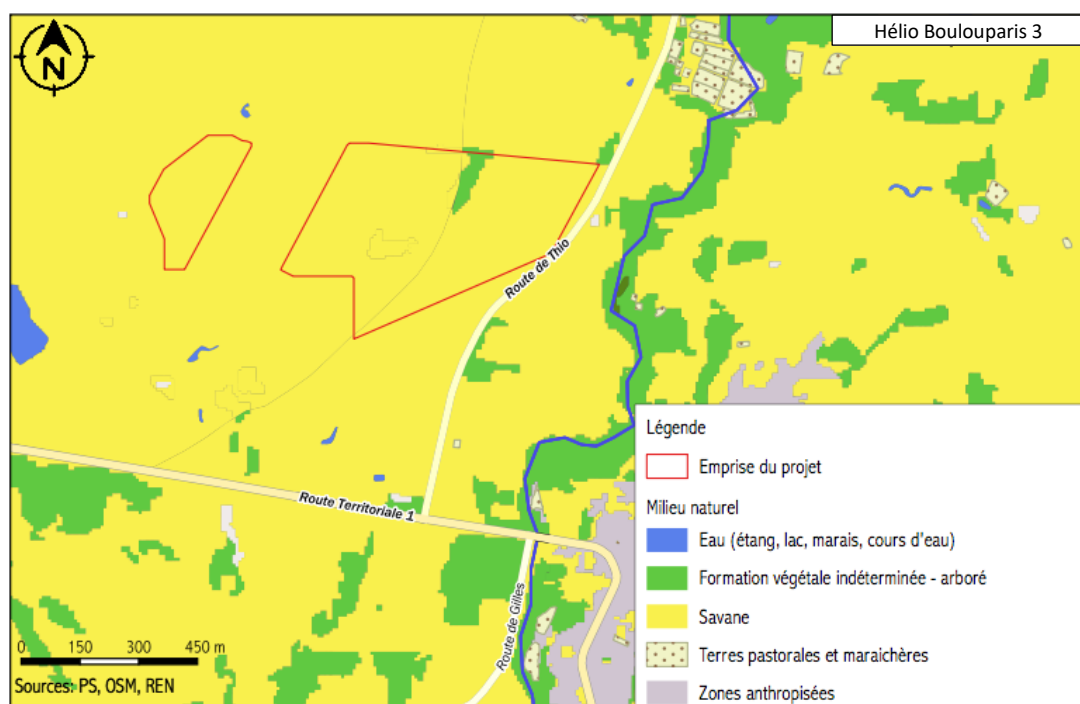 Hélio Boulouparis 3
N
Route de Thio
Route Territoriale 1
Route de Gilles
0 150 300 450 m
Sources: PS, OSM, REN
Légende
Emprise du projet
Milieu naturel
Eau (étang, lac, marais, cours d'eau)
Formation végétale indéterminée - arboré
Savane
Terres pastorales et maraichères
Zones anthropisées